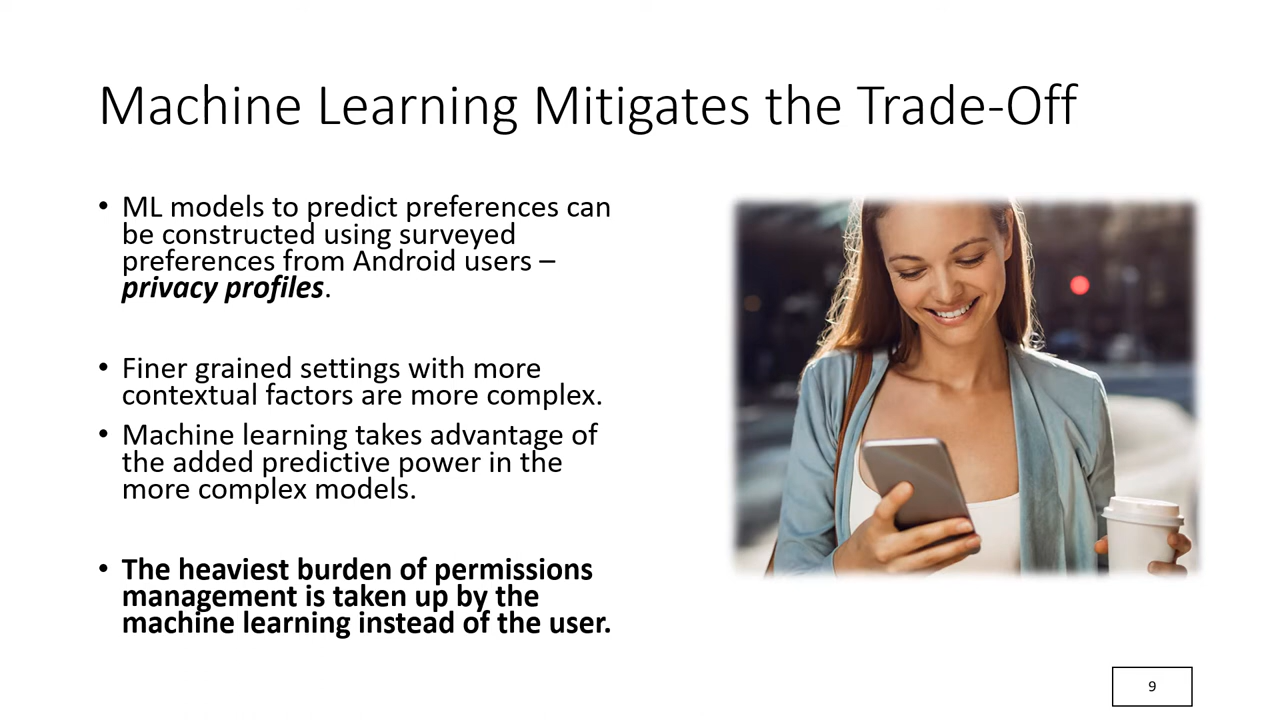 Machine Learning Mitigates the Trade-Off
• ML models to predict preferences can
be constructed using surveyed
preferences from Android users –
privacy profiles.
• Finer grained settings with more
contextual factors are more complex.
• Machine learning takes advantage of
the added predictive power in the
more complex models.
• The heaviest burden of permissions
management is taken up by the
machine learning instead of the user.
9